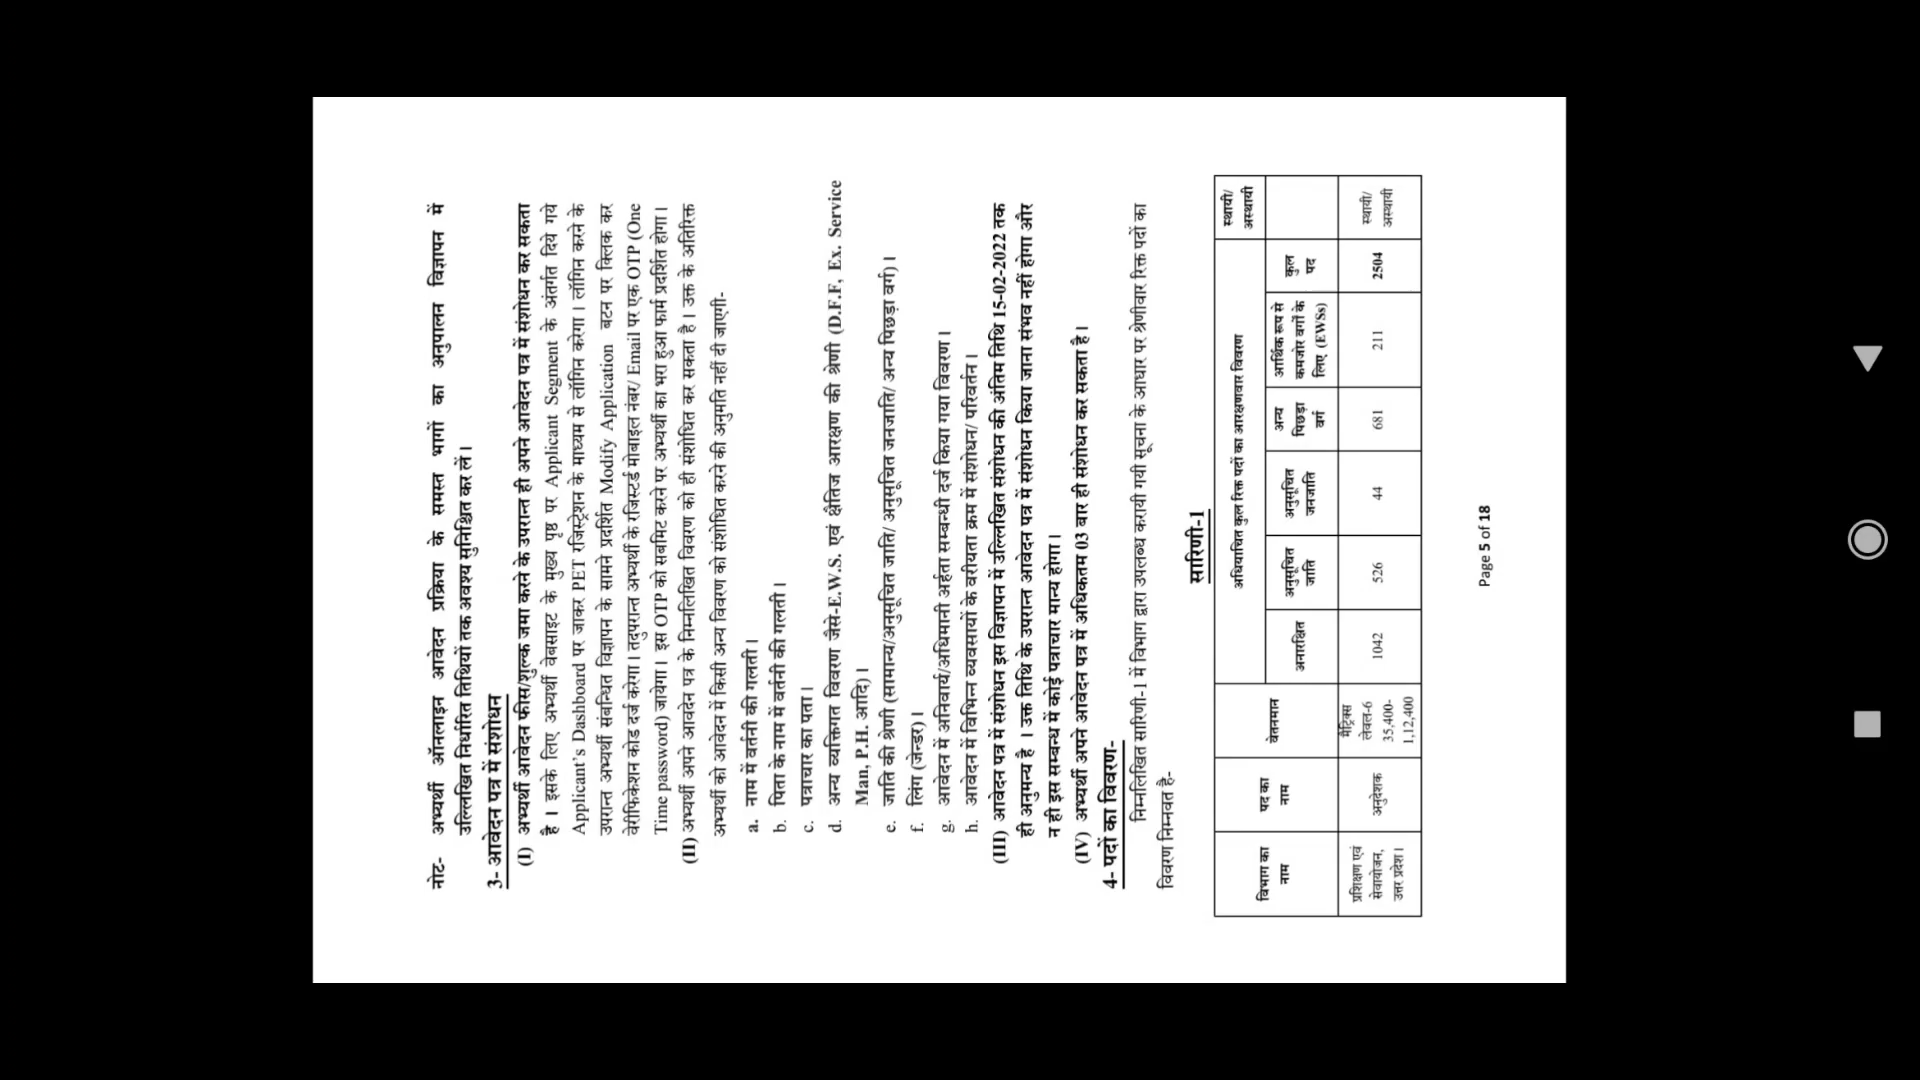 नोट- अभ्यर्थी ऑनलाइन आवेदन प्रक्रिया के समस्त भागों का अनुपालन विज्ञापन में
उल्लिखित निर्धारित तिथियों तक अवश्य सुनिश्चित कर लें।
3- आवेदन पत्र में संशोधन
(I) अभ्यर्थी आवेदन फीस/शुल्क जमा करने के उपरान्त ही अपने आवेदन पत्र में संशोधन कर सकता
है । इसके लिए अभ्यर्थी वेबसाइट के मुख्य पृष्ठ पर Applicant Segment के अंतर्गत दिये गये
Applicant's Dashboard पर जाकर PET रजिस्ट्रेशन के माध्यम से लॉगिन करेगा। लॉगिन करने के
उपरान्त अभ्यर्थी संबन्धित विज्ञापन के सामने प्रदर्शित Modify Application बटन पर क्लिक कर
वेरीफिकेशन कोड दर्ज करेगा। तदुपरान्त अभ्यर्थी के रजिस्टर्ड मोबाइल नंबर/ Email पर एक OTP (One
Time password) जायेगा। इस OTP को सबमिट करने पर अभ्यर्थी का भरा हुआ फार्म प्रदर्शित होगा।
(II) अभ्यर्थी अपने आवेदन पत्र के निम्नलिखित विवरण को ही संशोधित कर सकता है । उक्त के अतिरिक्त
अभ्यर्थी को आवेदन में किसी अन्य विवरण को संशोधित करने की अनुमति नहीं दी जाएगी-
a. नाम में वर्तनी की गलती।
b. पिता के नाम में वर्तनी की गलती।
c. पत्राचार का पता।
d. अन्य व्यक्तिगत विवरण जैसे-E.W.S. एवं क्षैतिज आरक्षण की श्रेणी (D.F.F, Ex. Service
Man, P.H. आदि)।
e. जाति की श्रेणी (सामान्य/अनुसूचित जाति/ अनुसूचित जनजाति/ अन्य पिछड़ा वर्ग)।
f. लिंग (जेन्डर)।
g. आवेदन में अनिवार्य/अधिमानी अर्हता सम्बन्धी दर्ज किया गया विवरण।
h. आवेदन में विभिन्न व्यवसायों के वरीयता क्रम में संशोधन/ परिवर्तन।
(III) आवेदन पत्र में संशोधन इस विज्ञापन में उल्लिखित संशोधन की अंतिम तिथि 15-02-2022 तक
ही अनुमन्य है । उक्त तिथि के उपरान्त आवेदन पत्र में संशोधन किया जाना संभव नहीं होगा और
न ही इस सम्बन्ध में कोई पत्राचार मान्य होगा।
(IV) अभ्यर्थी अपने आवेदन पत्र में अधिकतम 03 बार ही संशोधन कर सकता है।
4- पदों का विवरण-
निम्नलिखित सारिणी-1 में विभाग द्वारा उपलब्ध करायी गयी सूचना के आधार पर श्रेणीवार रिक्त पदों का
विवरण निम्नवत है-
सारिणी-1
विभाग का नाम पद का नाम वेतनमान अधियाचित कुल रिक्त पदों का आरक्षणवार विवरण स्थायी/ अस्थायी
अनारक्षित अनुसूचित जाति अनुसूचित जनजाति अन्य पिछड़ा वर्ग आर्थिक रूप से कमजोर वर्गों के लिए (EWSs) कुल पद
प्रशिक्षण एवं सेवायोजन, उत्तर प्रदेश। अनुदेशक मैट्रिक्स लेवल-6 35,400-1,12,400 1042 526 44 681 211 2504 स्थायी/ अस्थायी
Page 5 of 18